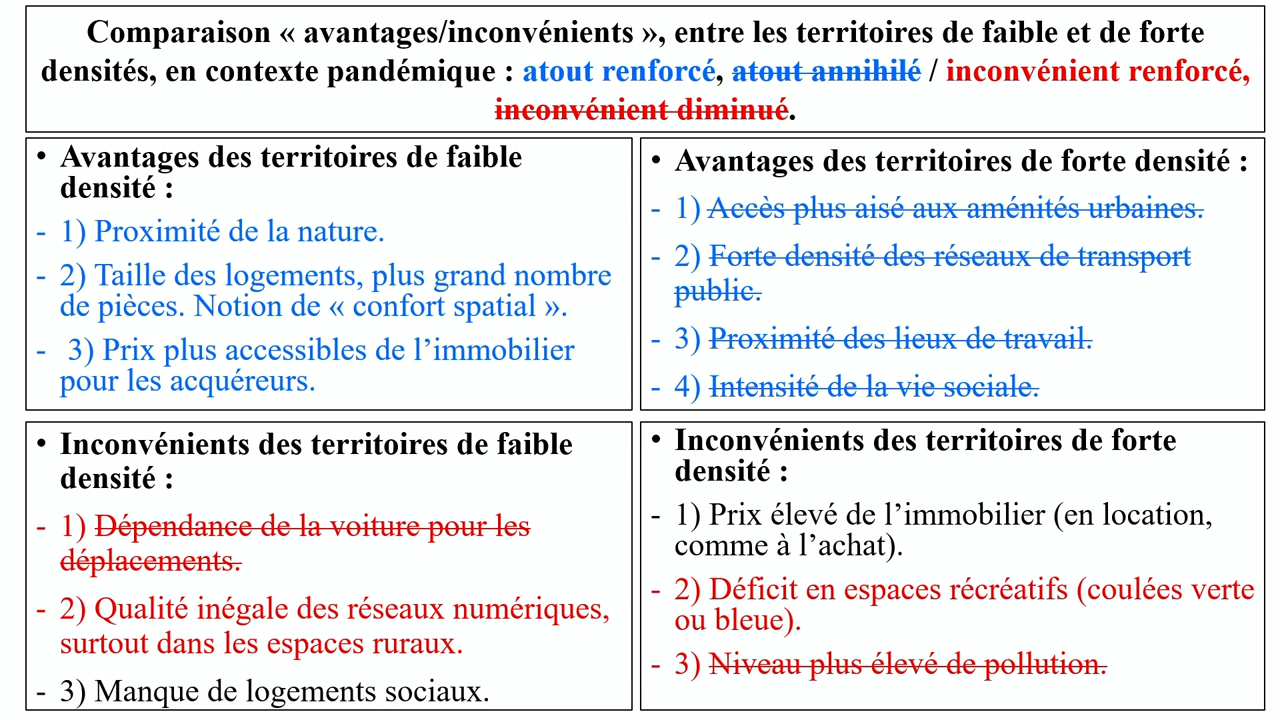 Comparaison « avantages/inconvénients », entre les territoires de faible et de forte
densités, en contexte pandémique : atout renforcé, atout annihilé / inconvénient renforcé,
inconvénient diminué.
• Avantages des territoires de faible
densité :
- 1) Proximité de la nature.
- 2) Taille des logements, plus grand nombre
de pièces. Notion de « confort spatial ».
- 3) Prix plus accessibles de l’immobilier
pour les acquéreurs.
• Avantages des territoires de forte densité :
- 1) Accès plus aisé aux aménités urbaines.
- 2) Forte densité des réseaux de transport
public.
- 3) Proximité des lieux de travail.
- 4) Intensité de la vie sociale.
• Inconvénients des territoires de faible
densité :
- 1) Dépendance de la voiture pour les
déplacements.
- 2) Qualité inégale des réseaux numériques,
surtout dans les espaces ruraux.
- 3) Manque de logements sociaux.
• Inconvénients des territoires de forte
densité :
- 1) Prix élevé de l’immobilier (en location,
comme à l’achat).
- 2) Déficit en espaces récréatifs (coulées verte
ou bleue).
- 3) Niveau plus élevé de pollution.